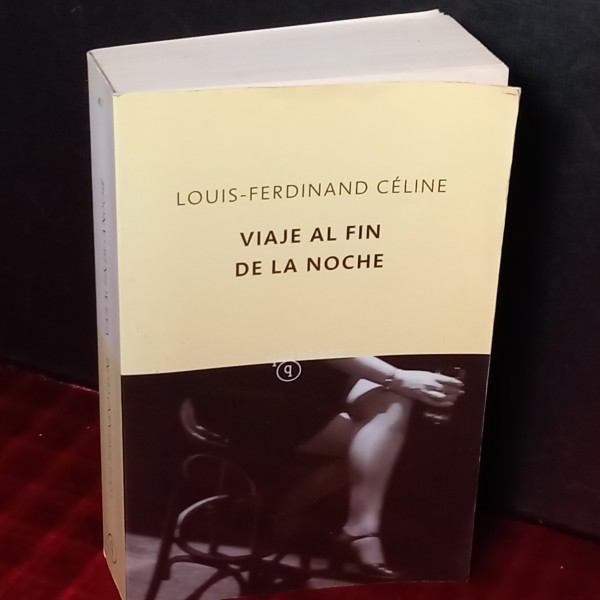 LOUIS-FERDINAND CÉLINE
VIAJE AL FIN
DE LA NOCHE
q